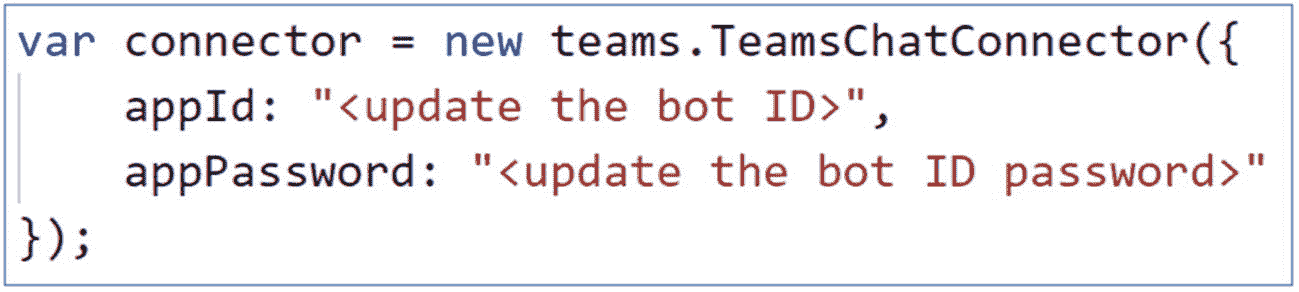 var connector = new teams.TeamsChatConnector({
    appId: "<update the bot ID>",
    appPassword: "<update the bot ID password>"
});